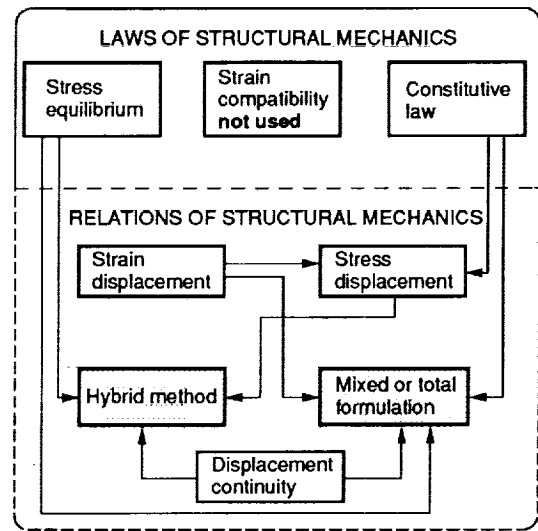 LAWS OF STRUCTURAL MECHANICS
Stress
equilibrium
Strain
compatibility
not used
Constitutive
law
RELATIONS OF STRUCTURAL MECHANICS
Strain
displacement
Stress
displacement
Hybrid method
Mixed or total
formulation
Displacement
continuity